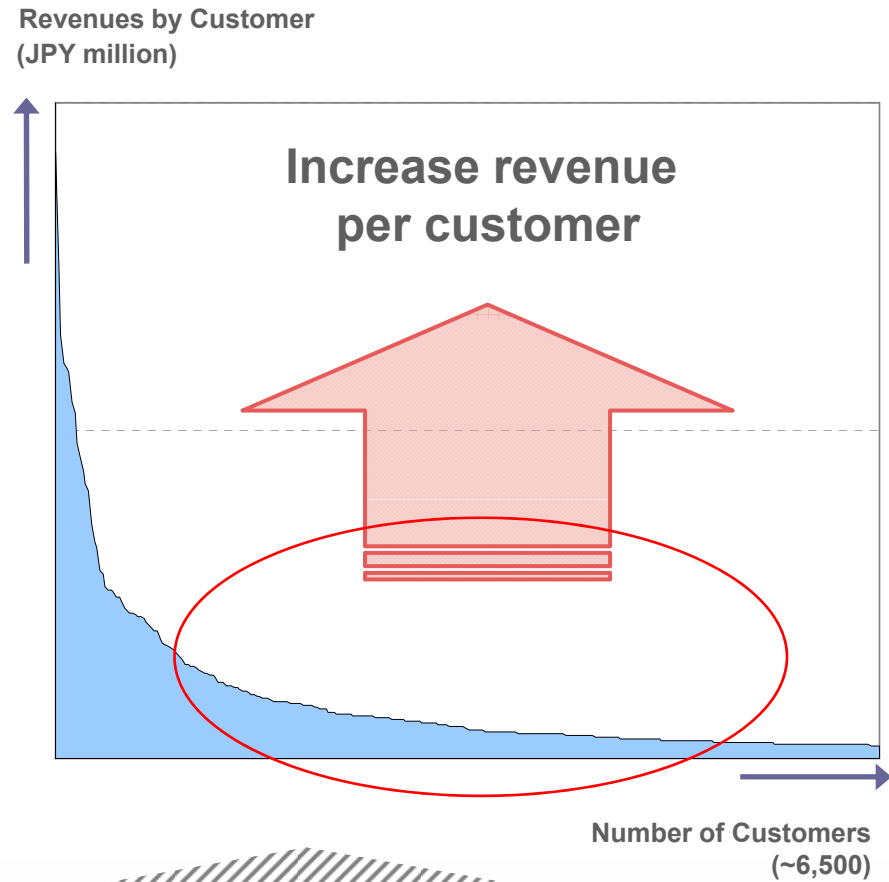 Revenues by Customer
(JPY million)
Increase revenue
per customer
Number of Customers
(~6,500)